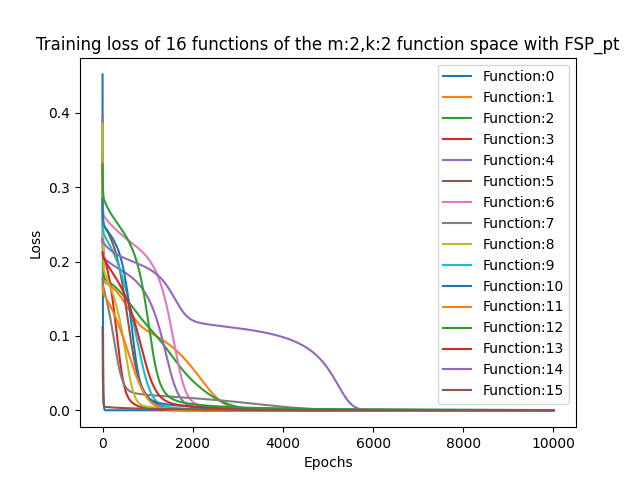 Training loss of 16 functions of the m:2,k:2 function space with FSP_pt
Loss
0.4
0.3
0.2
0.1
0.0
0
2000
4000
6000
8000
10000
Epochs
Function:0
Function:1
Function:2
Function:3
Function:4
Function:5
Function:6
Function:7
Function:8
Function:9
Function:10
Function:11
Function:12
Function:13
Function:14
Function:15